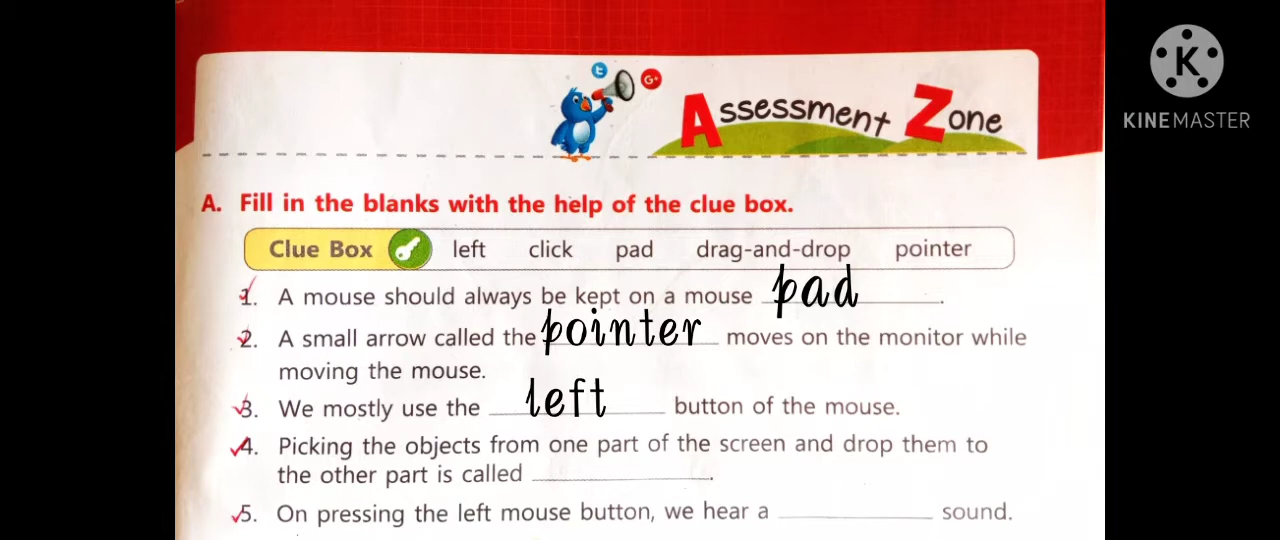 Assessment Zone
KINEMASTER
A. Fill in the blanks with the help of the clue box.
Clue Box left click pad drag-and-drop pointer
1. A mouse should always be kept on a mouse pad.
2. A small arrow called the pointer moves on the monitor while
moving the mouse.
3. We mostly use the left button of the mouse.
4. Picking the objects from one part of the screen and drop them to
the other part is called ____________.
5. On pressing the left mouse button, we hear a ____________ sound.